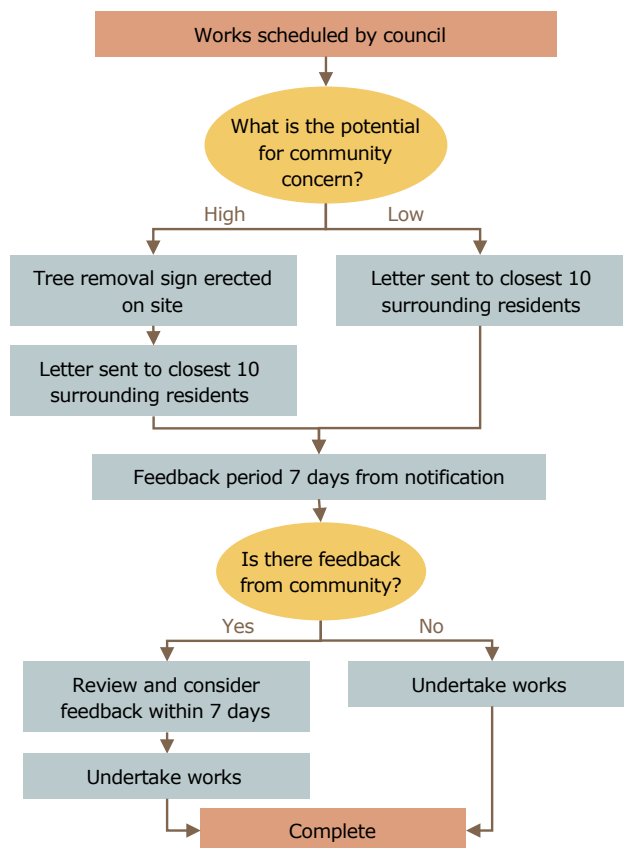 Works scheduled by council
What is the potential
for community
concern?
High
Low
Tree removal sign erected
on site
Letter sent to closest 10
surrounding residents
Letter sent to closest 10
surrounding residents
Feedback period 7 days from notification
Is there feedback
from community?
Yes
No
Review and consider
feedback within 7 days
Undertake works
Undertake works
Complete